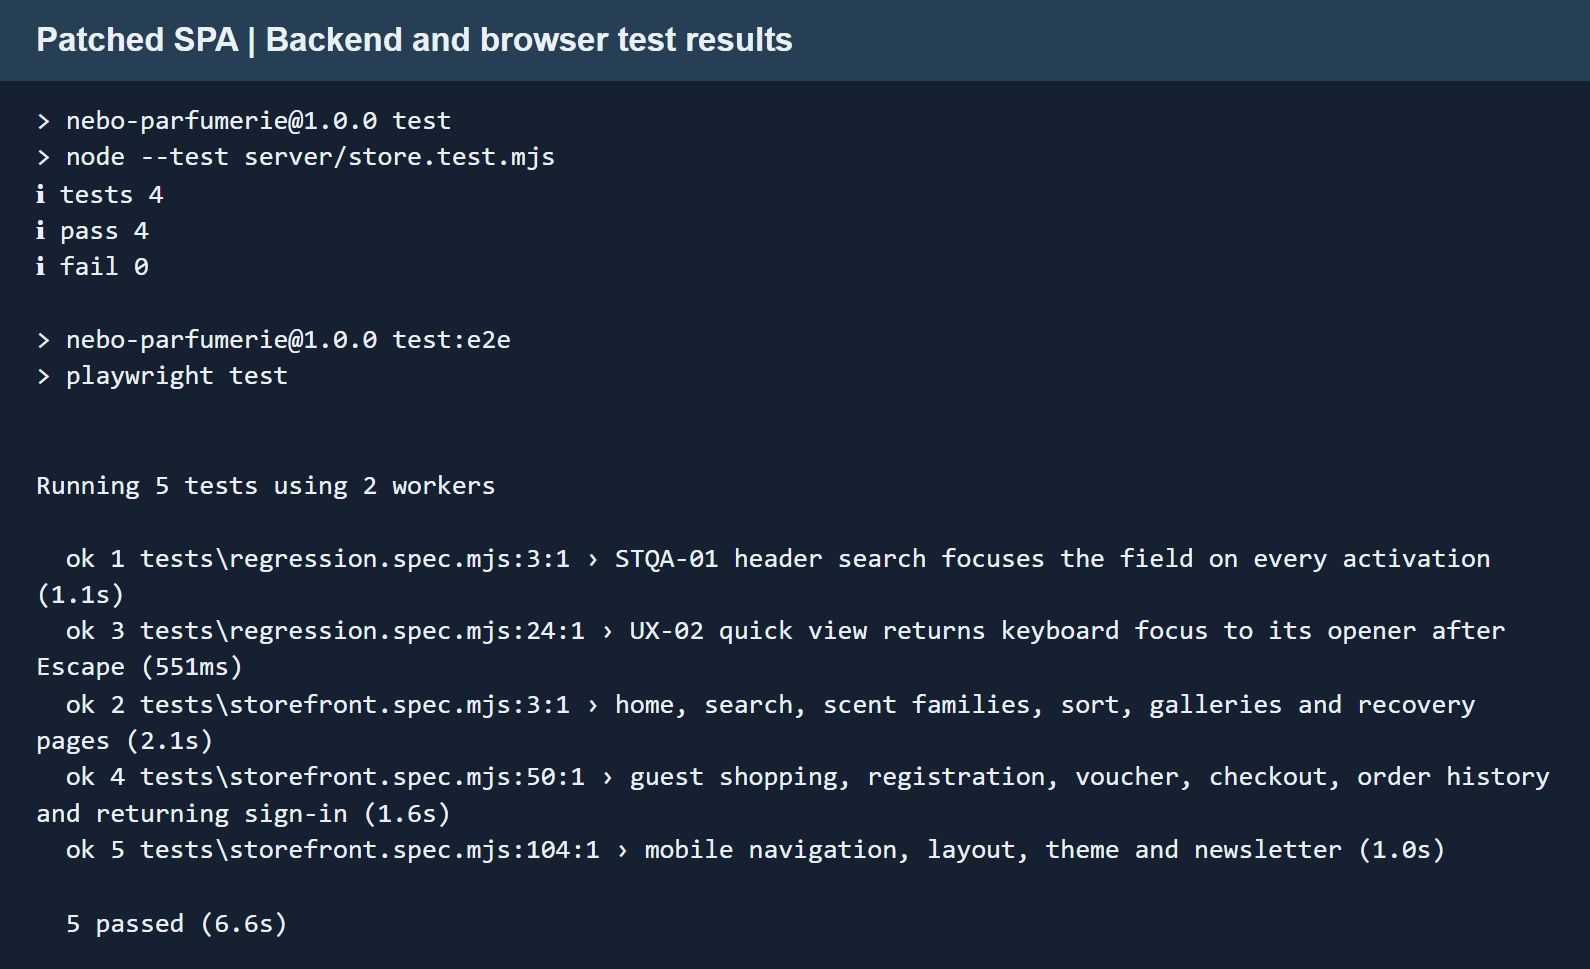 Patched SPA | Backend and browser test results
> nebo-parfumerie@1.0.0 test
> node --test server/store.test.mjs
ℹ tests 4
ℹ pass 4
ℹ fail 0
> nebo-parfumerie@1.0.0 test:e2e
> playwright test
Running 5 tests using 2 workers
ok 1 tests\regression.spec.mjs:3:1 › STQA-01 header search focuses the field on every activation
(1.1s)
ok 3 tests\regression.spec.mjs:24:1 › UX-02 quick view returns keyboard focus to its opener after
Escape (551ms)
ok 2 tests\storefront.spec.mjs:3:1 › home, search, scent families, sort, galleries and recovery
pages (2.1s)
ok 4 tests\storefront.spec.mjs:50:1 › guest shopping, registration, voucher, checkout, order history
and returning sign-in (1.6s)
ok 5 tests\storefront.spec.mjs:104:1 › mobile navigation, layout, theme and newsletter (1.0s)
5 passed (6.6s)